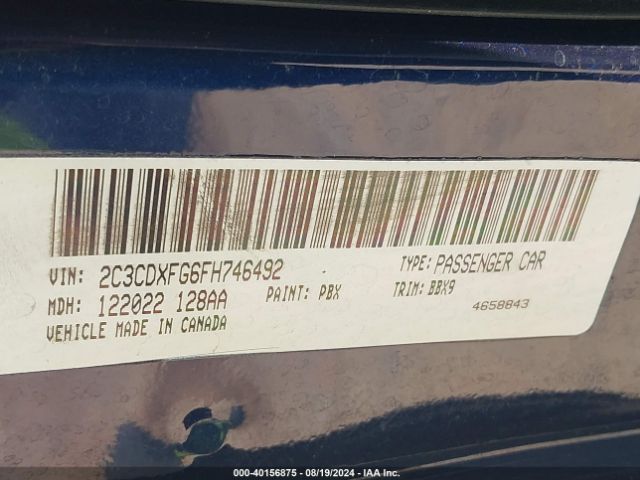 VIN: 2C3CDXFG6FH746492 TYPE: PASSENGER CAR
MDH: 122022 128AA PAINT: PBX TRIM: BBX9
VEHICLE MADE IN CANADA 4658843
000-40156875 - 08/19/2024 - IAA Inc.